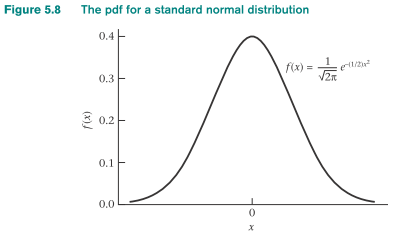 Figure 5.8 The pdf for a standard normal distribution
0.4
f(x) = 1/√2π e^-(1/2)x²
0.3
0.2
f(x)
0.1
0.0
0
x